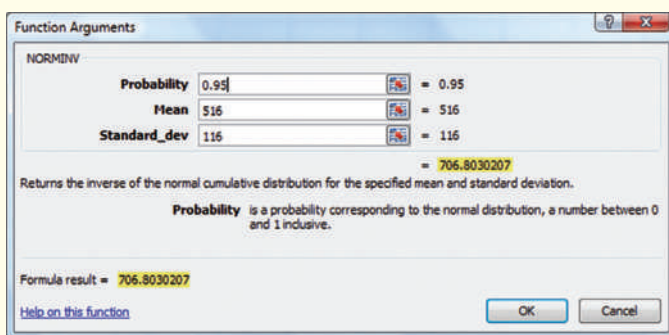 Function Arguments
NORMINV
Probability 0.95 = 0.95
Mean 516 = 516
Standard_dev 116 = 116
= 706.8030207
Returns the inverse of the normal cumulative distribution for the specified mean and standard deviation.
Probability is a probability corresponding to the normal distribution, a number between 0
and 1 inclusive.
Formula result = 706.8030207
Help on this function OK Cancel